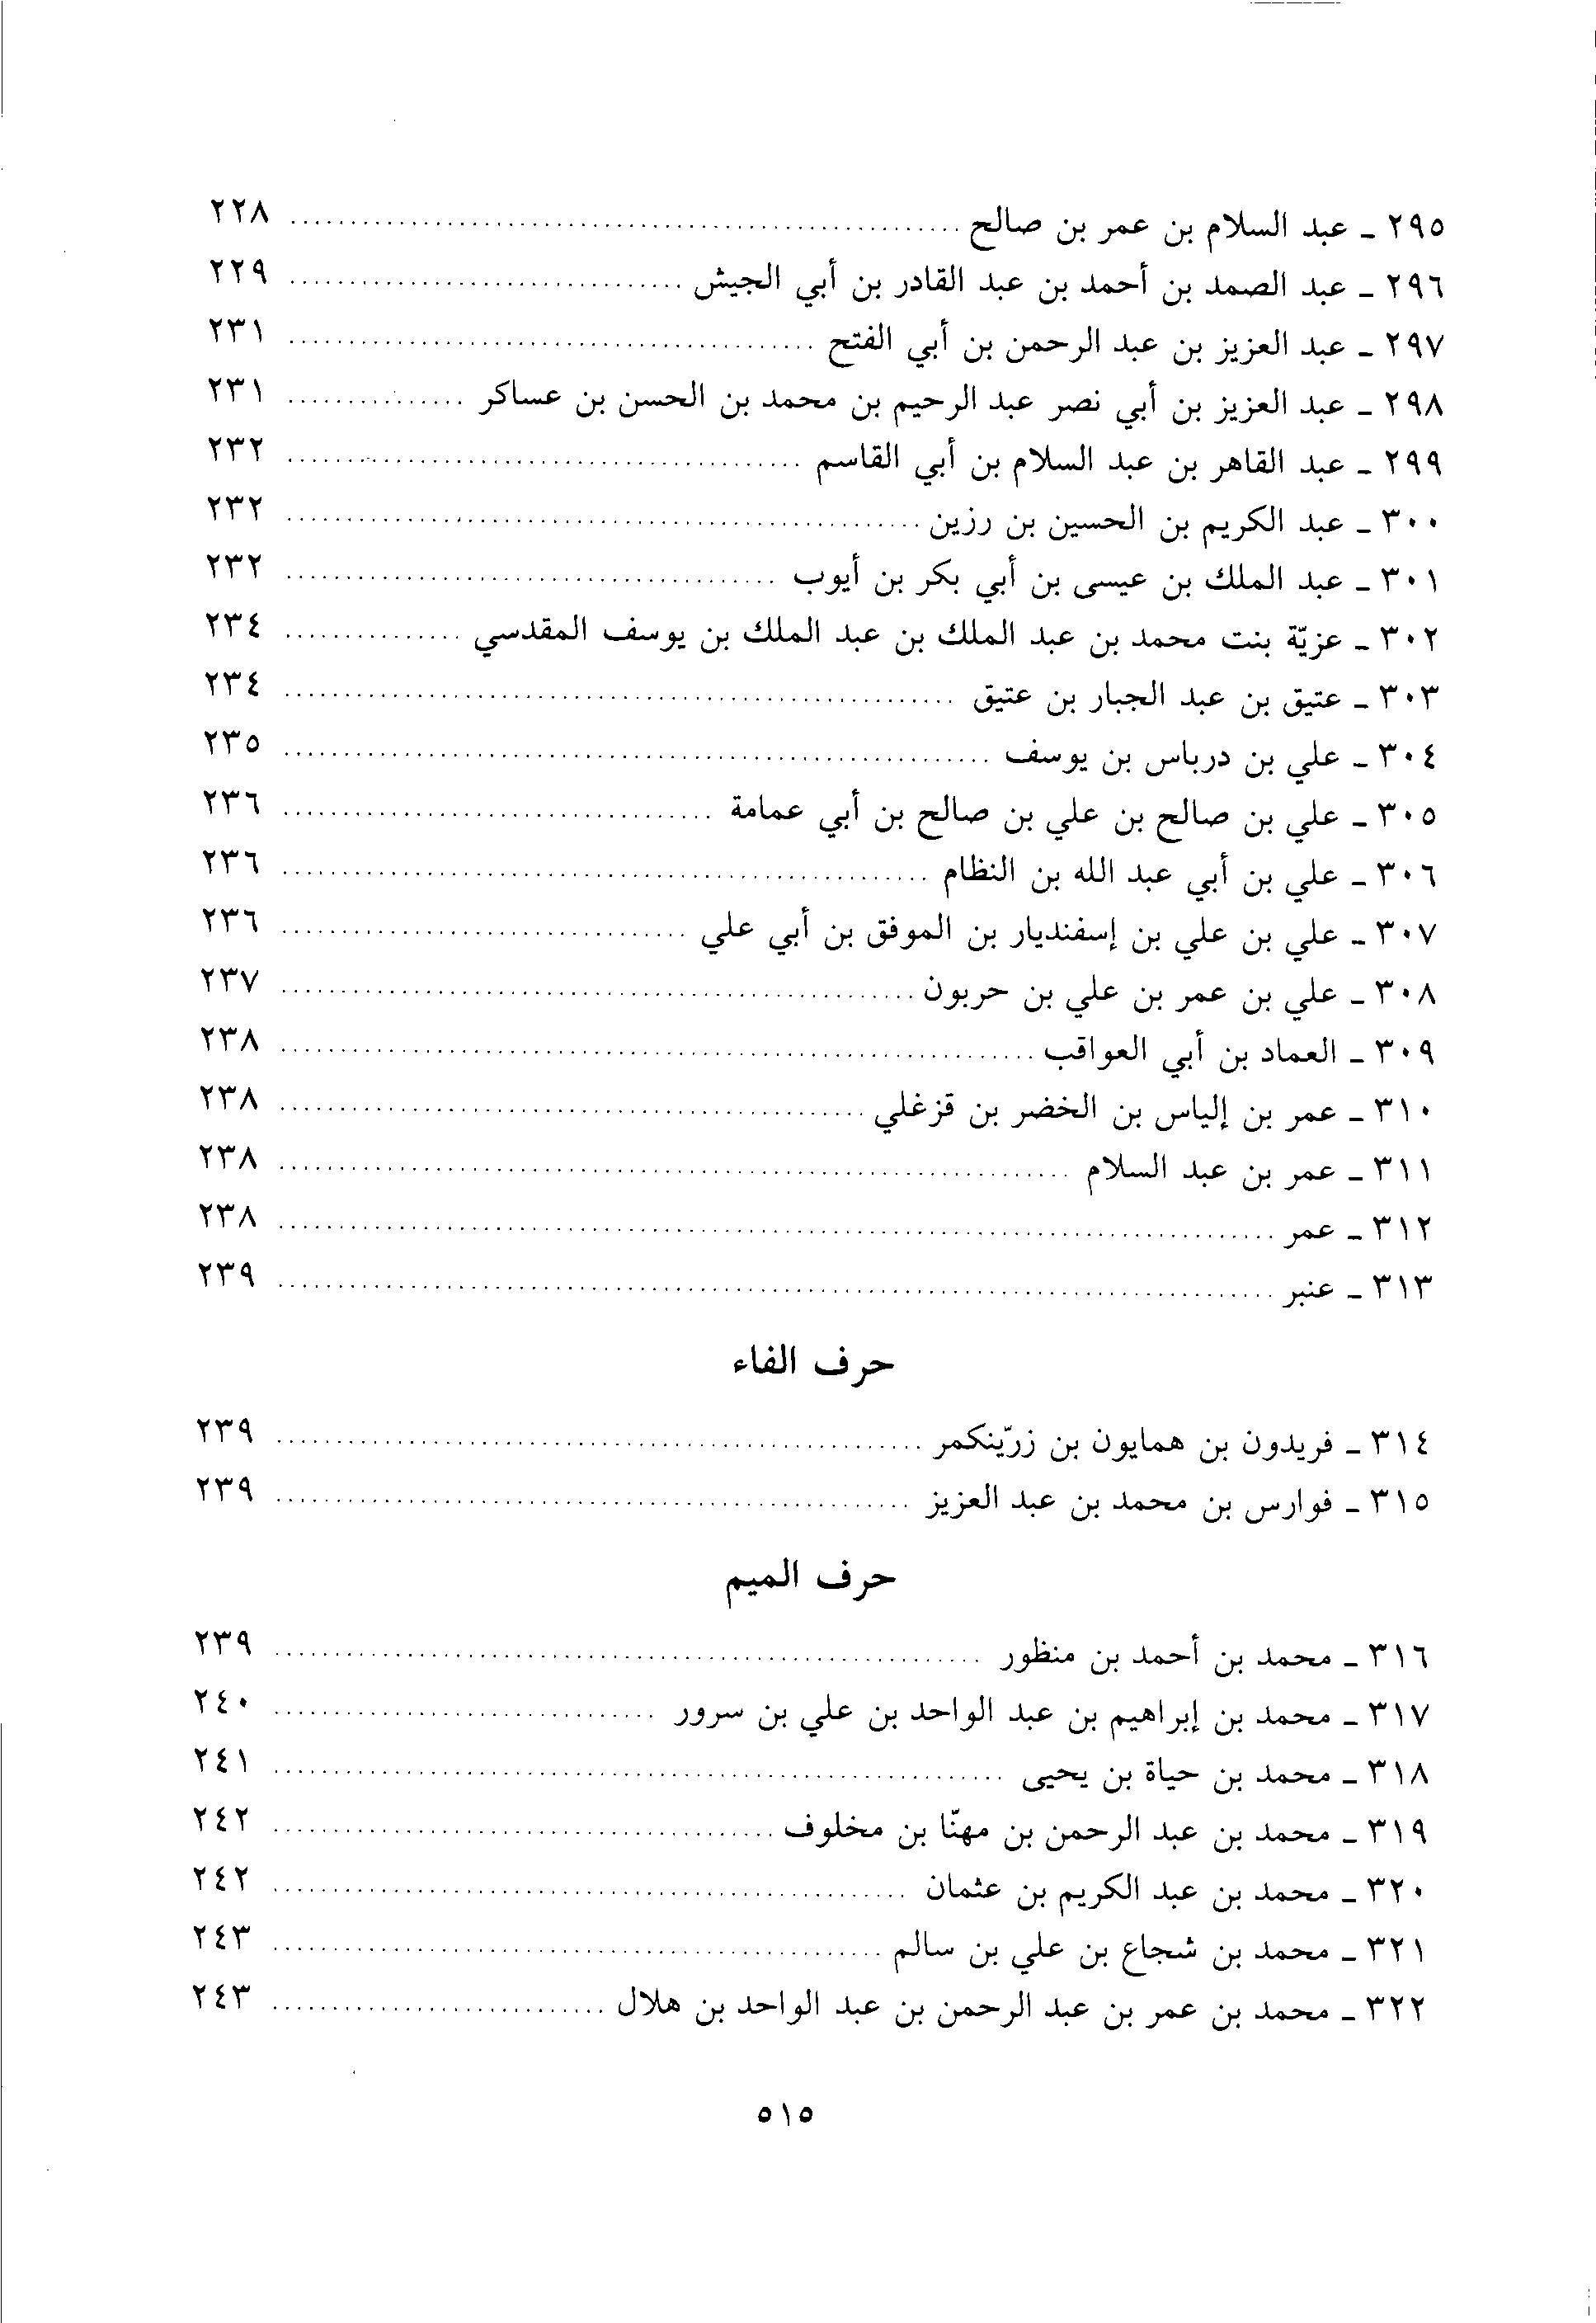 ٢٩٥ - عبد السلام بن عمر بن صالح ........ ٢٢٨
٢٩٦ - عبد الصمد بن أحمد بن عبد القادر بن أبي الجيش ........ ٢٢٩
٢٩٧ - عبد العزيز بن عبد الرحمن بن أبي الفتح ........ ٢٣١
٢٩٨ - عبد العزيز بن أبي نصر عبد الرحيم بن محمد بن الحسن بن عساكر ........ ٢٣١
٢٩٩ - عبد القاهر بن عبد السلام بن أبي القاسم ........ ٢٣٢
٣٠٠ - عبد الكريم بن الحسين بن رزين ........ ٢٣٢
٣٠١ - عبد الملك بن عيسى بن أبي بكر بن أيوب ........ ٢٣٢
٣٠٢ - عزيّة بنت محمد بن عبد الملك بن عبد الملك بن يوسف المقدسي ........ ٢٣٤
٣٠٣ - عتيق بن عبد الجبار بن عتيق ........ ٢٣٤
٣٠٤ - علي بن درباس بن يوسف ........ ٢٣٥
٣٠٥ - علي بن صالح بن علي بن صالح بن أبي عمامة ........ ٢٣٦
٣٠٦ - علي بن أبي عبد الله بن النظام ........ ٢٣٦
٣٠٧ - علي بن علي بن إسفنديار بن الموفق بن أبي علي ........ ٢٣٦
٣٠٨ - علي بن عمر بن علي بن حربون ........ ٢٣٧
٣٠٩ - العماد بن أبي العواقب ........ ٢٣٨
٣١٠ - عمر بن إلياس بن الخضر بن قزغلي ........ ٢٣٨
٣١١ - عمر بن عبد السلام ........ ٢٣٨
٣١٢ - عمر ........ ٢٣٨
٣١٣ - عنبر ........ ٢٣٩
حرف الفاء
٣١٤ - فريدون بن همايون بن زرّينكمر ........ ٢٣٩
٣١٥ - فوارس بن محمد بن عبد العزيز ........ ٢٣٩
حرف الميم
٣١٦ - محمد بن أحمد بن منظور ........ ٢٣٩
٣١٧ - محمد بن إبراهيم بن عبد الواحد بن علي بن سرور ........ ٢٤٠
٣١٨ - محمد بن حياة بن يحيى ........ ٢٤١
٣١٩ - محمد بن عبد الرحمن بن مهنّا بن مخلوف ........ ٢٤٢
٣٢٠ - محمد بن عبد الكريم بن عثمان ........ ٢٤٢
٣٢١ - محمد بن شجاع بن علي بن سالم ........ ٢٤٣
٣٢٢ - محمد بن عمر بن عبد الرحمن بن عبد الواحد بن هلال ........ ٢٤٣
٥١٥